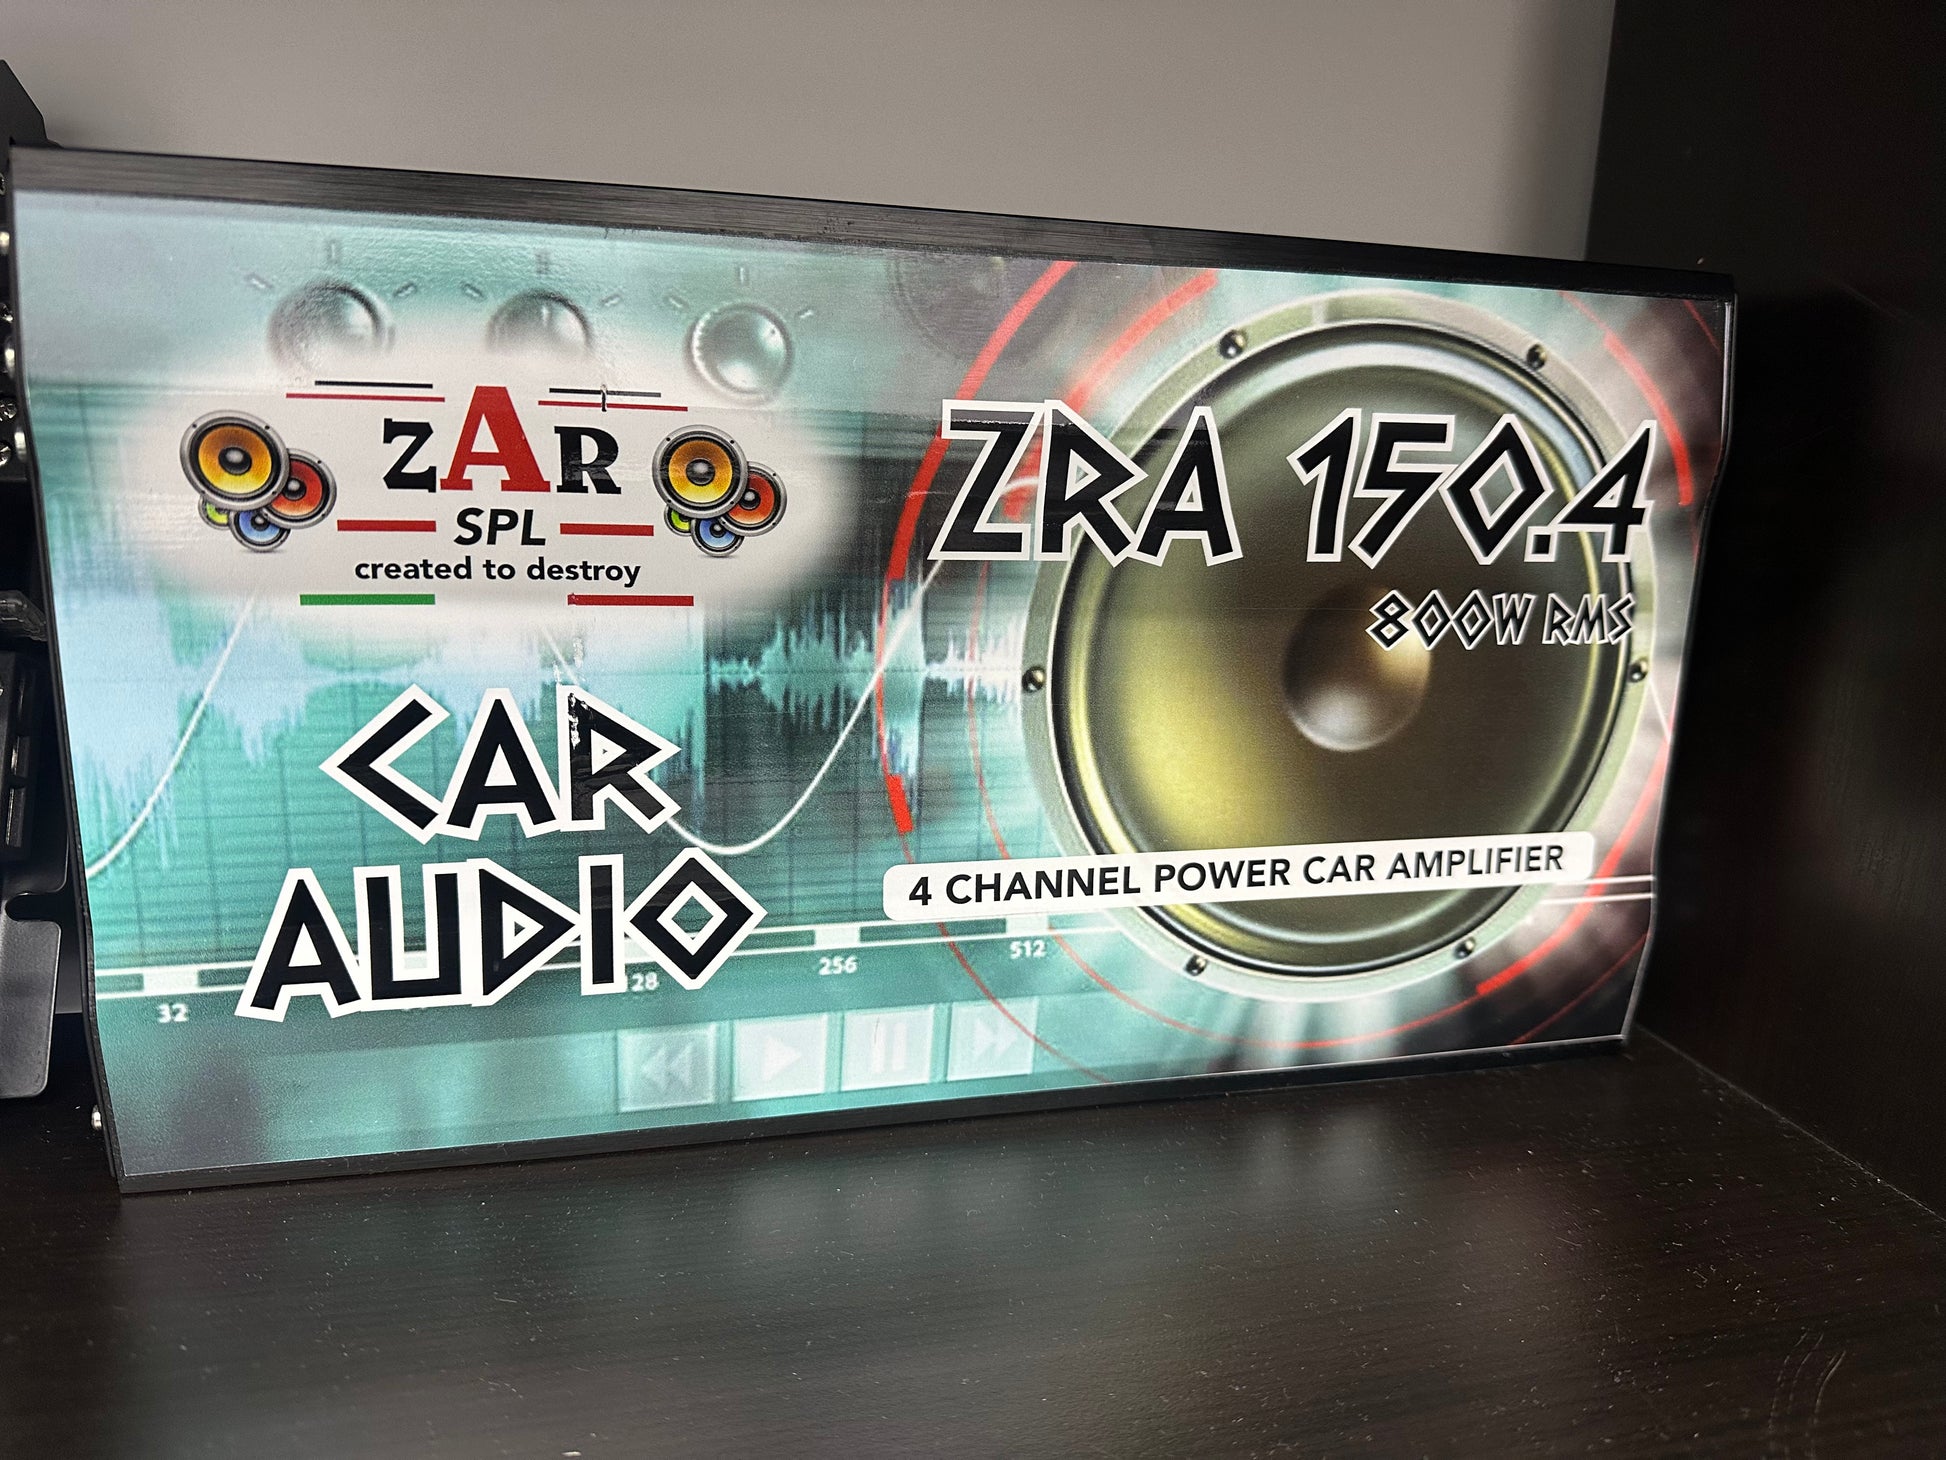 ZAR
SPL
created to destroy
CAR
AUDIO
ZRA 150.4
800W RMS
4 CHANNEL POWER CAR AMPLIFIER
32
28
256
512